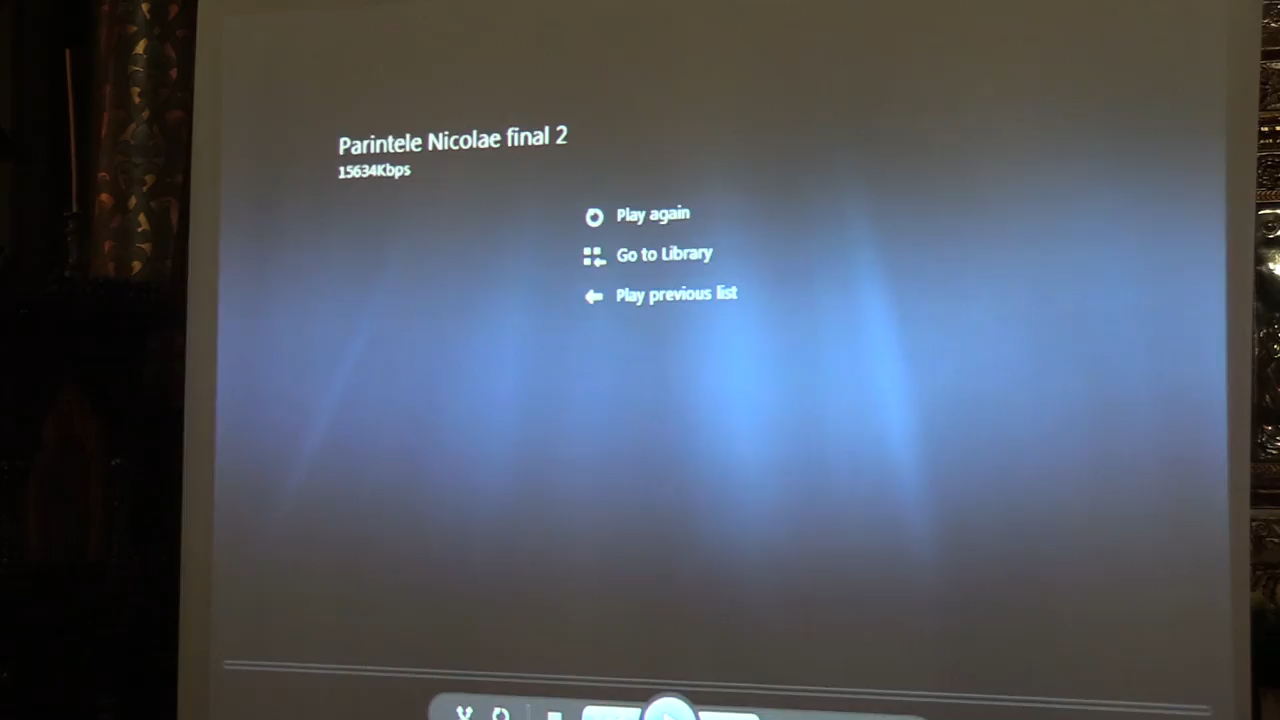 Parintele Nicolae final 2
15634Kbps
Play again
Go to Library
Play previous list